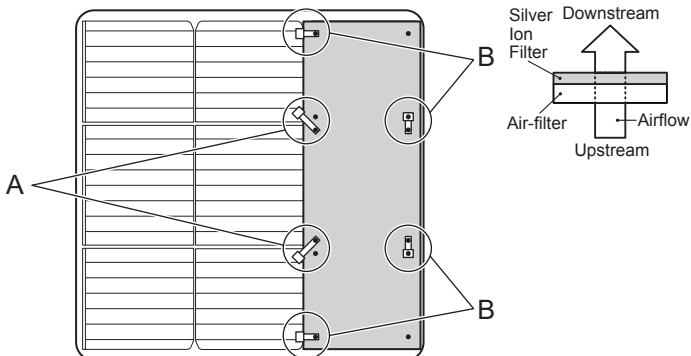 B
A
B
Silver
Ion
Filter
Downstream
Air-filter
Airflow
Upstream